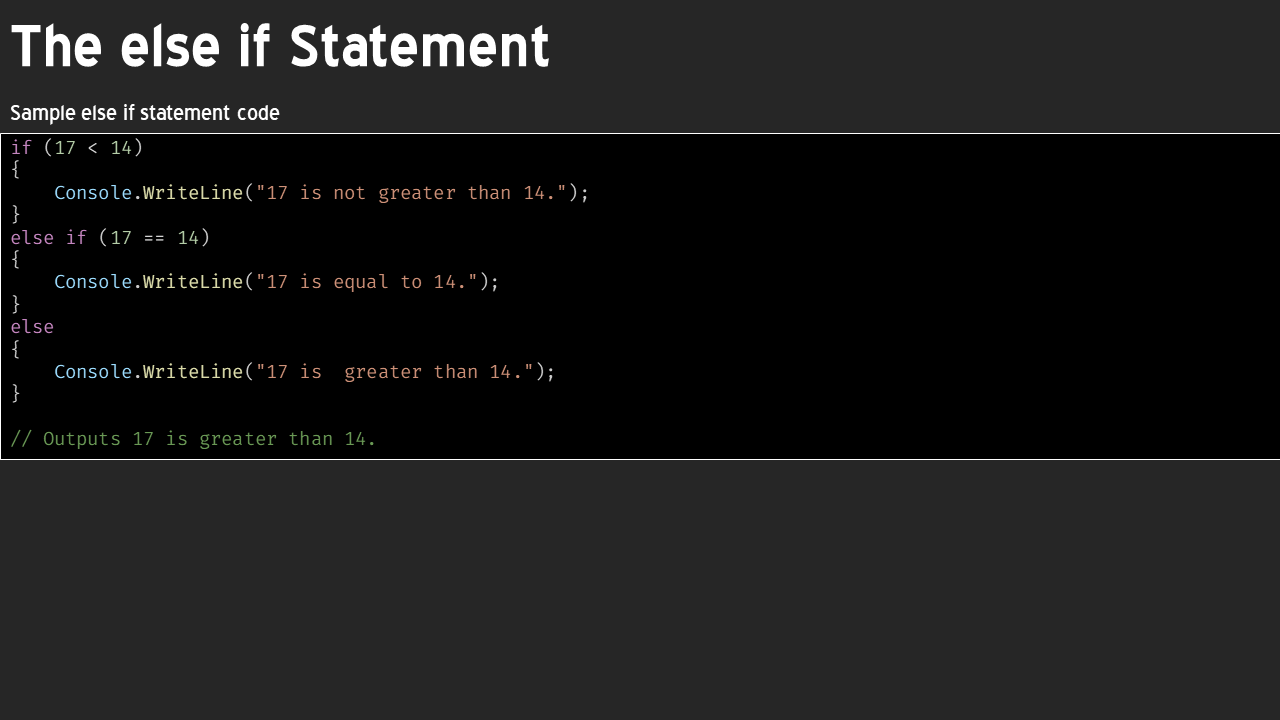 The else if Statement
Sample else if statement code
if (17 < 14)
{
    Console.WriteLine("17 is not greater than 14.");
}
else if (17 == 14)
{
    Console.WriteLine("17 is equal to 14.");
}
else
{
    Console.WriteLine("17 is  greater than 14.");
}
// Outputs 17 is greater than 14.